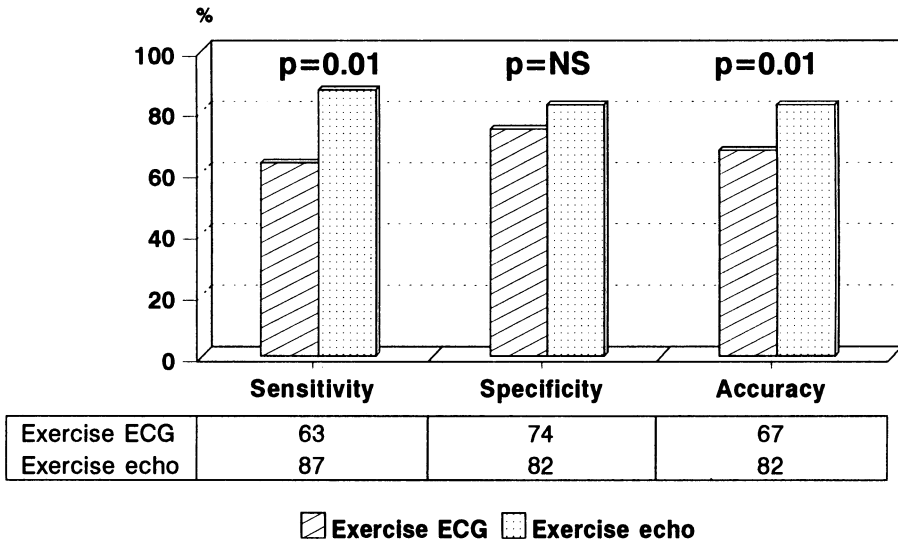 %
p=0.01 p=NS p=0.01
100
80
60
40
20
0
Sensitivity Specificity Accuracy
Exercise ECG 63 74 67
Exercise echo 87 82 82
Exercise ECG Exercise echo